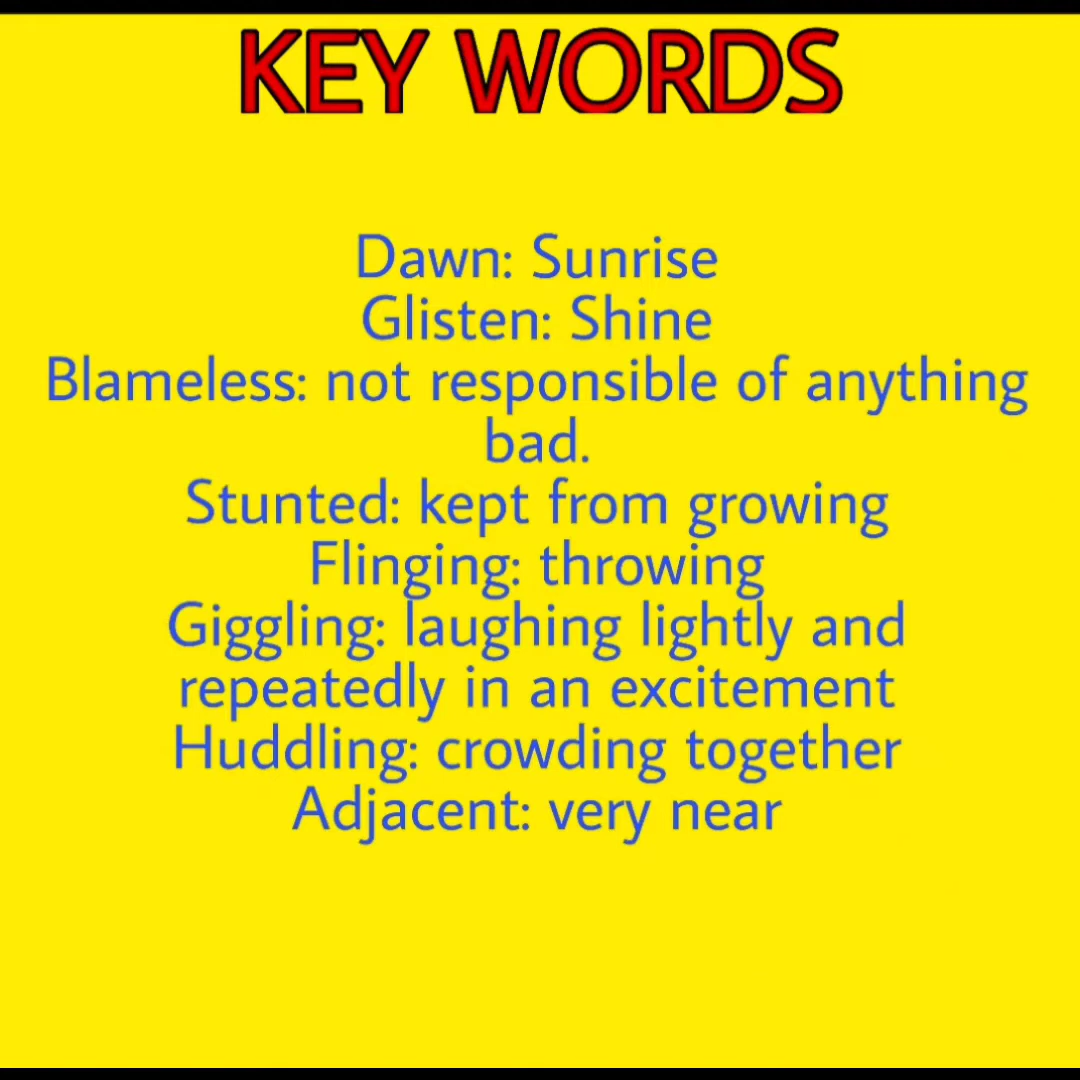 KEY WORDS
Dawn: Sunrise
Glisten: Shine
Blameless: not responsible of anything
bad.
Stunted: kept from growing
Flinging: throwing
Giggling: laughing lightly and
repeatedly in an excitement
Huddling: crowding together
Adjacent: very near